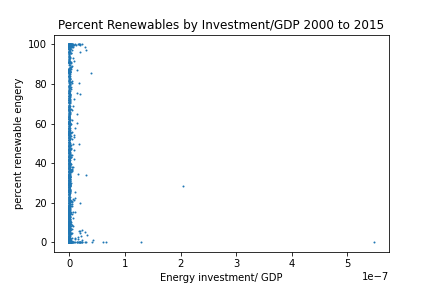 Percent Renewables by Investment/GDP 2000 to 2015
100
80
60
40
20
0
percent renewable engery
0 1 2 3 4 5
1e−7
Energy investment/ GDP